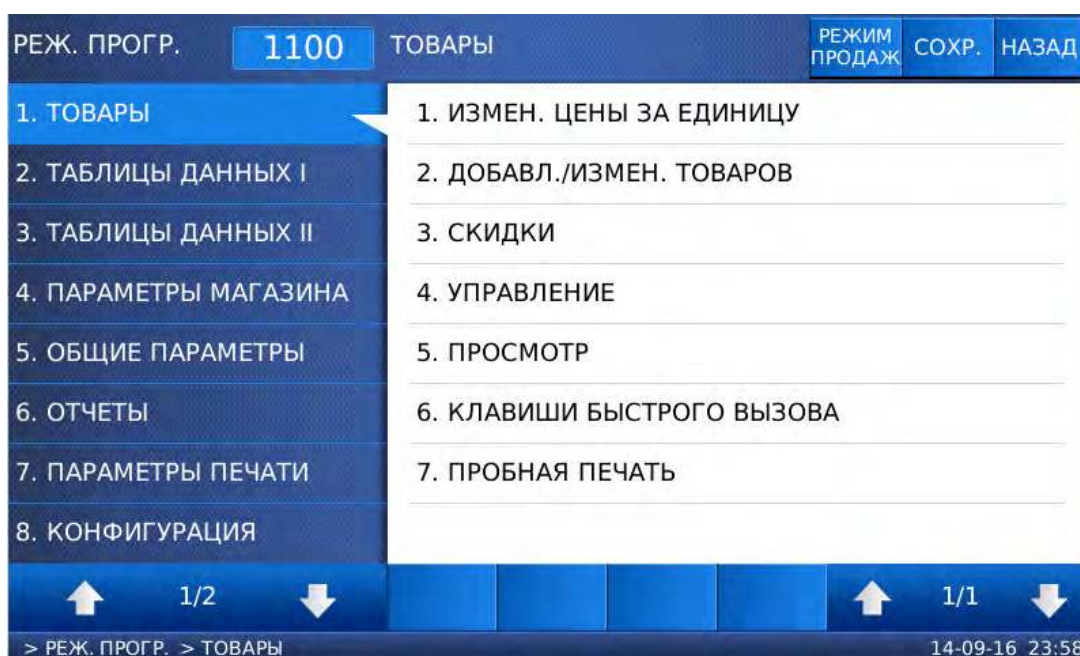 РЕЖ. ПРОГР. 1100 ТОВАРЫ
РЕЖИМ
ПРОДАЖ
СОХР.
НАЗАД
1. ТОВАРЫ
2. ТАБЛИЦЫ ДАННЫХ I
3. ТАБЛИЦЫ ДАННЫХ II
4. ПАРАМЕТРЫ МАГАЗИНА
5. ОБЩИЕ ПАРАМЕТРЫ
6. ОТЧЕТЫ
7. ПАРАМЕТРЫ ПЕЧАТИ
8. КОНФИГУРАЦИЯ
1. ИЗМЕН. ЦЕНЫ ЗА ЕДИНИЦУ
2. ДОБАВЛ./ИЗМЕН. ТОВАРОВ
3. СКИДКИ
4. УПРАВЛЕНИЕ
5. ПРОСМОТР
6. КЛАВИШИ БЫСТРОГО ВЫЗОВА
7. ПРОБНАЯ ПЕЧАТЬ
1/2
1/1
> РЕЖ. ПРОГР. > ТОВАРЫ
14-09-16 23:58